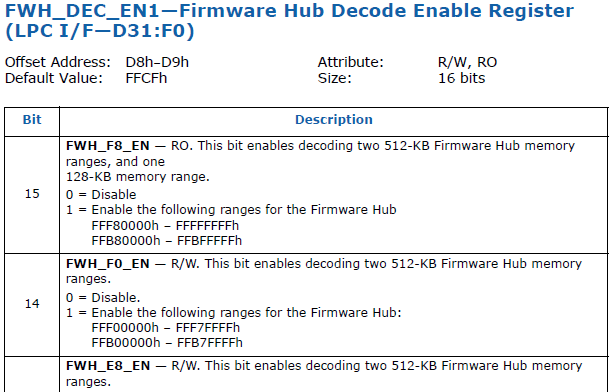 FWH_DEC_EN1—Firmware Hub Decode Enable Register
(LPC I/F—D31:F0)
Offset Address: D8h–D9h Attribute: R/W, RO
Default Value: FFCFh Size: 16 bits
Bit Description
FWH_F8_EN — RO. This bit enables decoding two 512-KB Firmware Hub memory
ranges, and one
128-KB memory range.
15
0 = Disable
1 = Enable the following ranges for the Firmware Hub
FFF80000h – FFFFFFFFh
FFB80000h – FFBFFFFFh
FWH_F0_EN — R/W. This bit enables decoding two 512-KB Firmware Hub memory
ranges.
14
0 = Disable.
1 = Enable the following ranges for the Firmware Hub:
FFF00000h – FFF7FFFFh
FFB00000h – FFB7FFFFh
FWH_E8_EN — R/W. This bit enables decoding two 512-KB Firmware Hub memory
ranges.